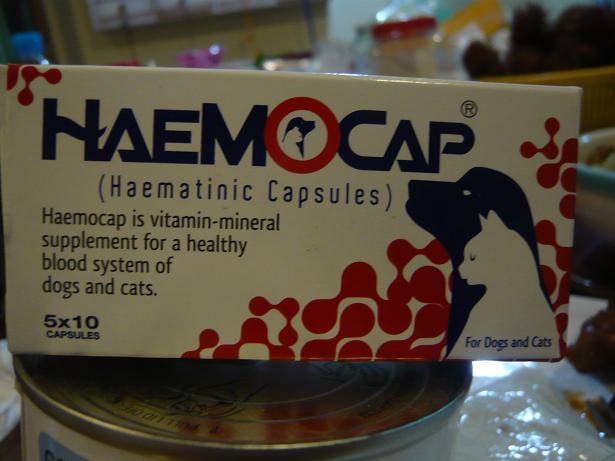 HAEMOCAP®
(Haematinic Capsules)
Haemocap is vitamin-mineral
supplement for a healthy
blood system of
dogs and cats.
5x10
CAPSULES
For Dogs and Cats